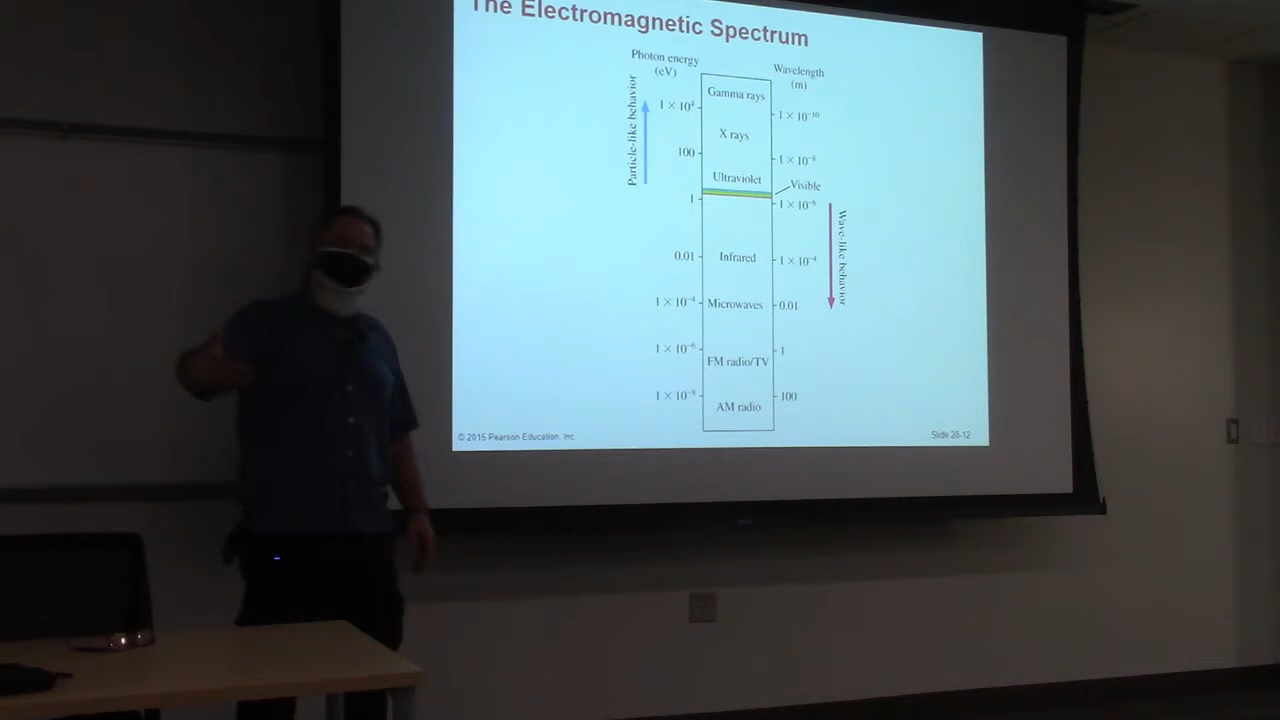 The Electromagnetic Spectrum
Photon energy
(eV)
Wavelength
(m)
Particle-like behavior
Gamma rays
1 × 10⁴
1 × 10⁻¹⁰
X rays
100
1 × 10⁻⁸
Ultraviolet
Visible
1
1 × 10⁻⁶
Wave-like behavior
0.01
Infrared
1 × 10⁻⁴
1 × 10⁻⁴
Microwaves
0.01
1 × 10⁻⁶
1
FM radio/TV
1 × 10⁻⁸
100
AM radio
© 2015 Pearson Education, Inc.
Slide 28-12